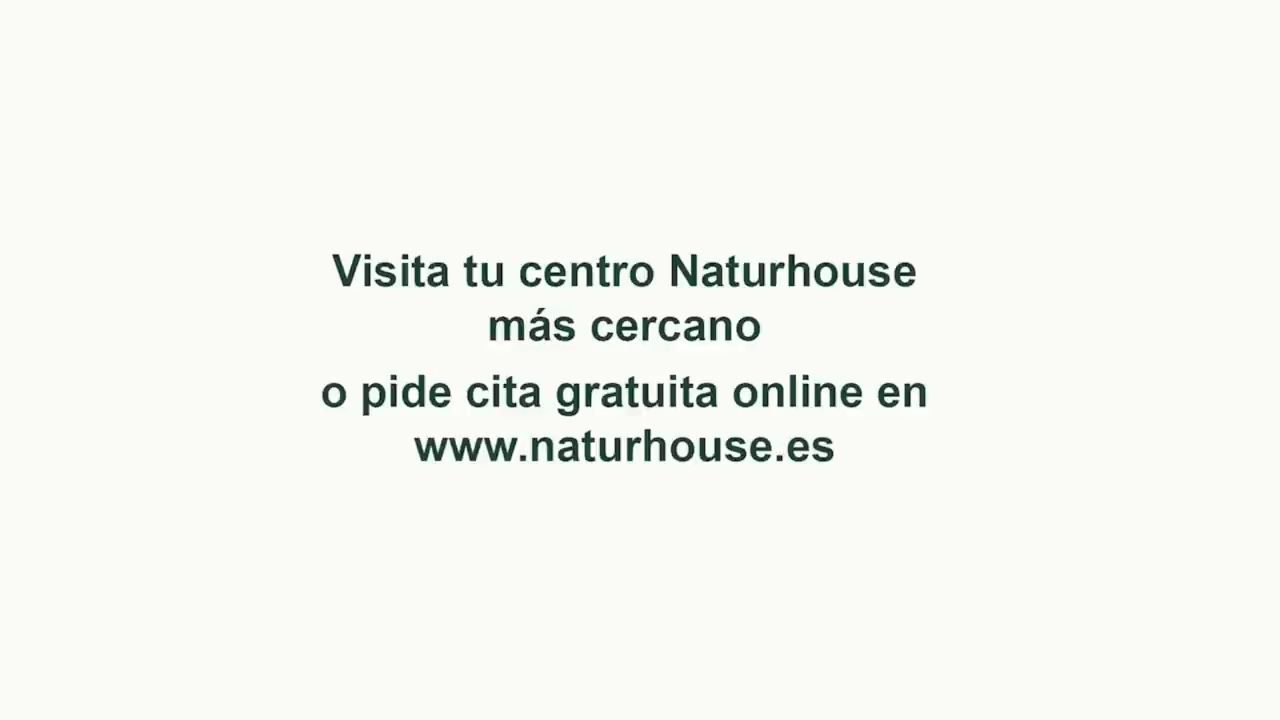 Visita tu centro Naturhouse
más cercano
o pide cita gratuita online en
www.naturhouse.es